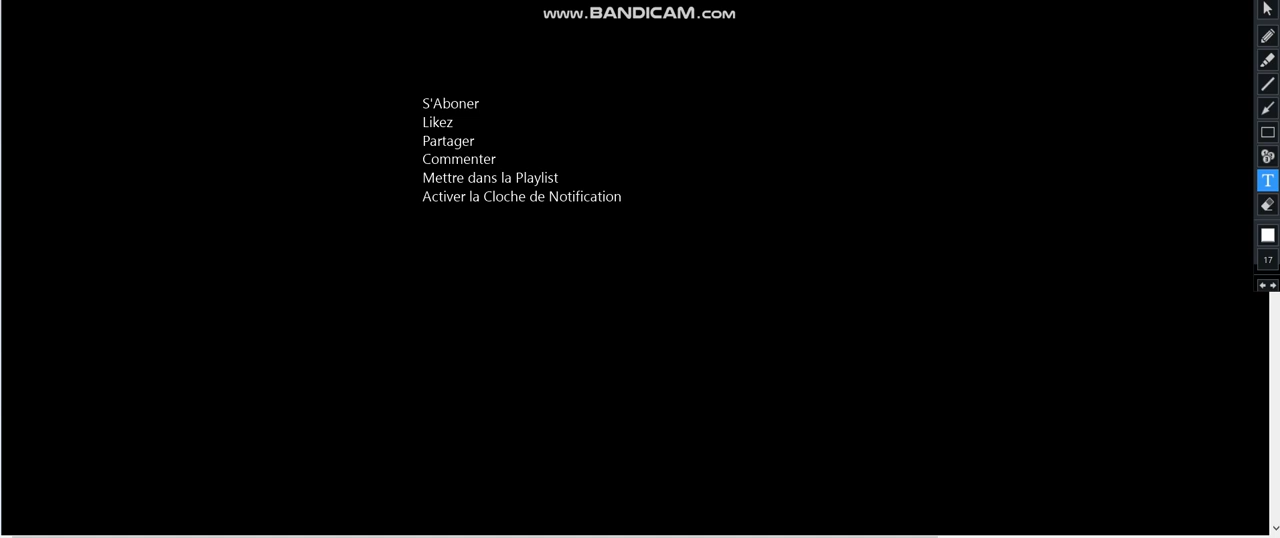 www.BANDICAM.com
S'Aboner
Likez
Partager
Commenter
Mettre dans la Playlist
Activer la Cloche de Notification
T
17